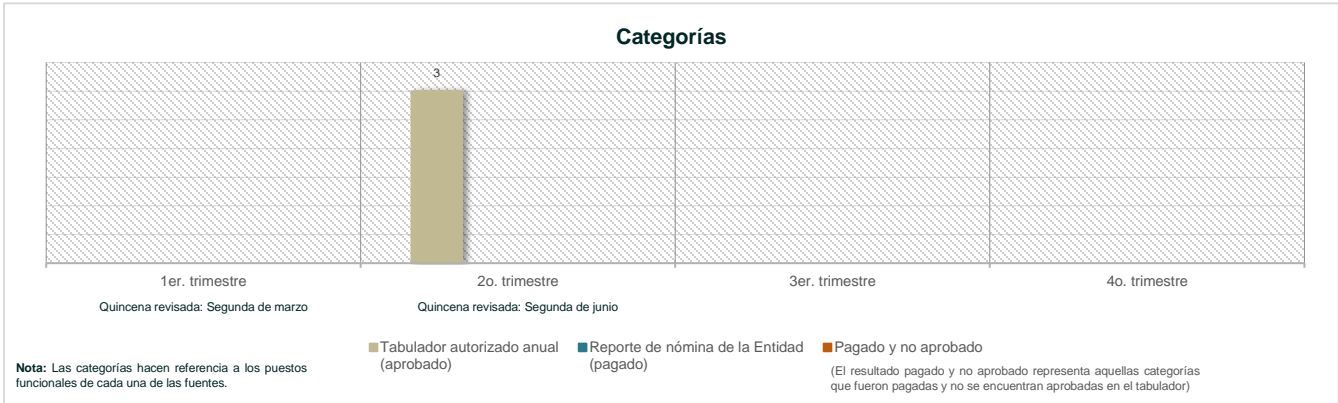 Categorías
3
1er. trimestre
2o. trimestre
3er. trimestre
4o. trimestre
Quincena revisada: Segunda de marzo
Quincena revisada: Segunda de junio
Tabulador autorizado anual
(aprobado)
Reporte de nómina de la Entidad
(pagado)
Pagado y no aprobado
(El resultado pagado y no aprobado representa aquellas categorías
que fueron pagadas y no se encuentran aprobadas en el tabulador)
Nota: Las categorías hacen referencia a los puestos
funcionales de cada una de las fuentes.